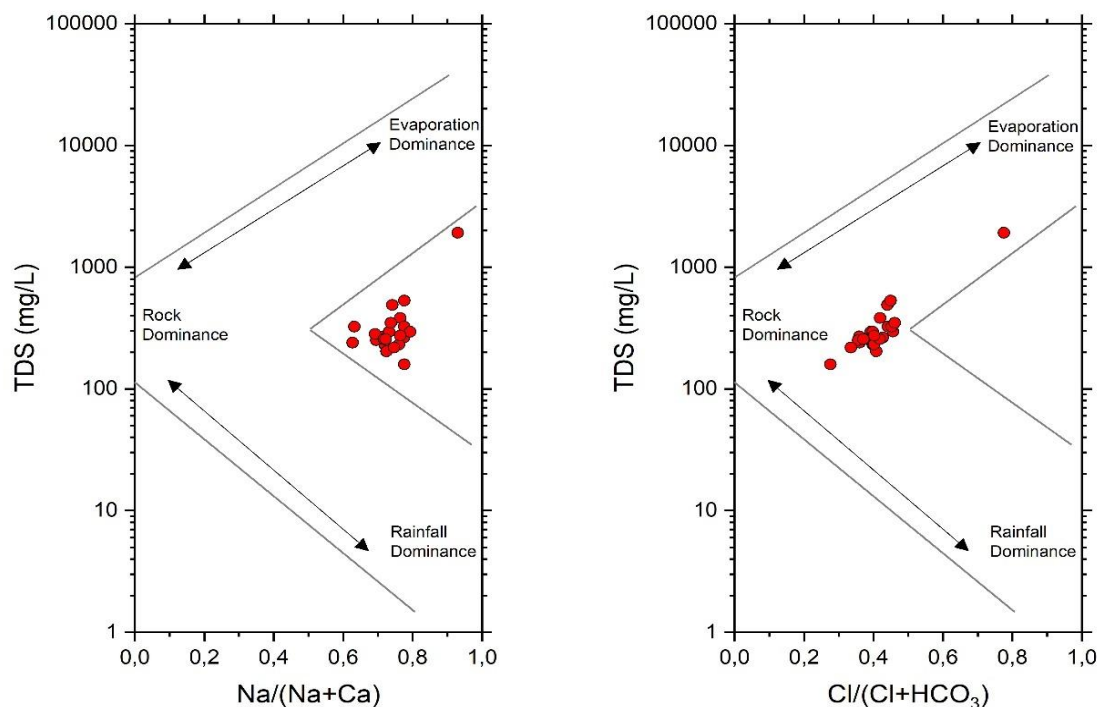 100000
10000
1000
100
10
1
TDS (mg/L)
Evaporation
Dominance
Rock
Dominance
Rainfall
Dominance
0,0 0,2 0,4 0,6 0,8 1,0
Na/(Na+Ca)
100000
10000
1000
100
10
1
TDS (mg/L)
Evaporation
Dominance
Rock
Dominance
Rainfall
Dominance
0,0 0,2 0,4 0,6 0,8 1,0
Cl/(Cl+HCO₃)